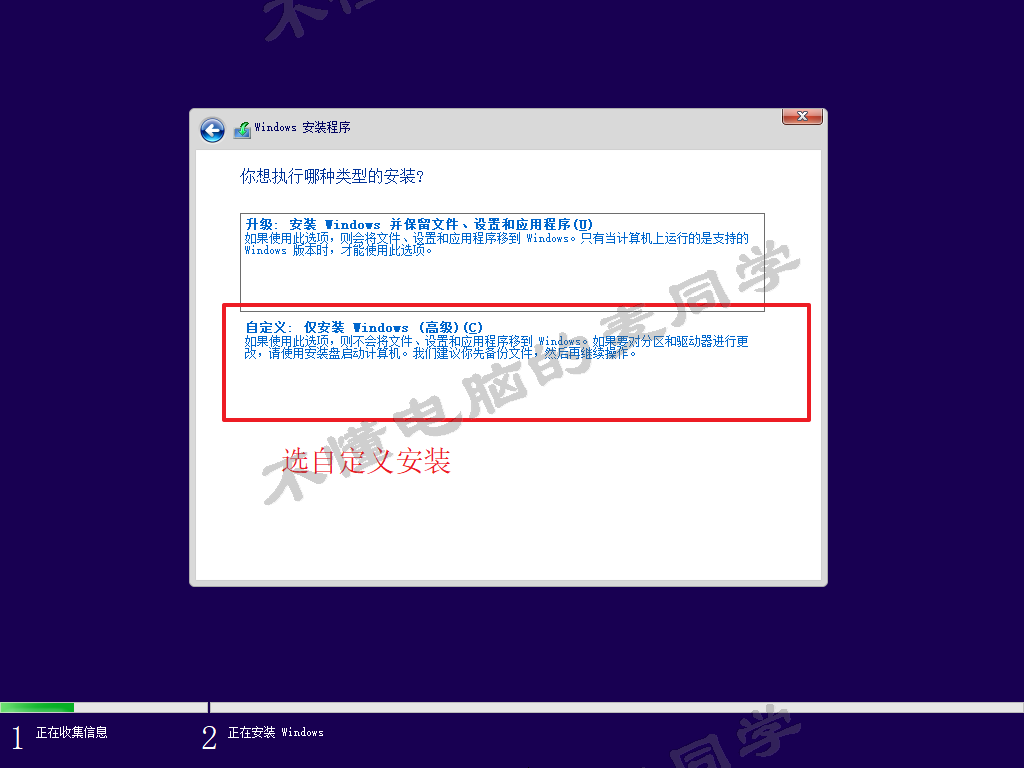 不懂
Windows 安装程序
你想执行哪种类型的安装?
升级: 安装 Windows 并保留文件、设置和应用程序(U)
如果使用此选项，则会将文件、设置和应用程序移到 Windows。只有当计算机上运行的是支持的
Windows 版本时，才能使用此选项。
自定义: 仅安装 Windows (高级)(C)
如果使用此选项，则不会将文件、设置和应用程序移到 Windows。如果要对分区和驱动器进行更
改，请使用安装盘启动计算机。我们建议你先备份文件，然后再继续操作。
不懂电脑的麦同学
选自定义安装
1 正在收集信息
2 正在安装 Windows
同学